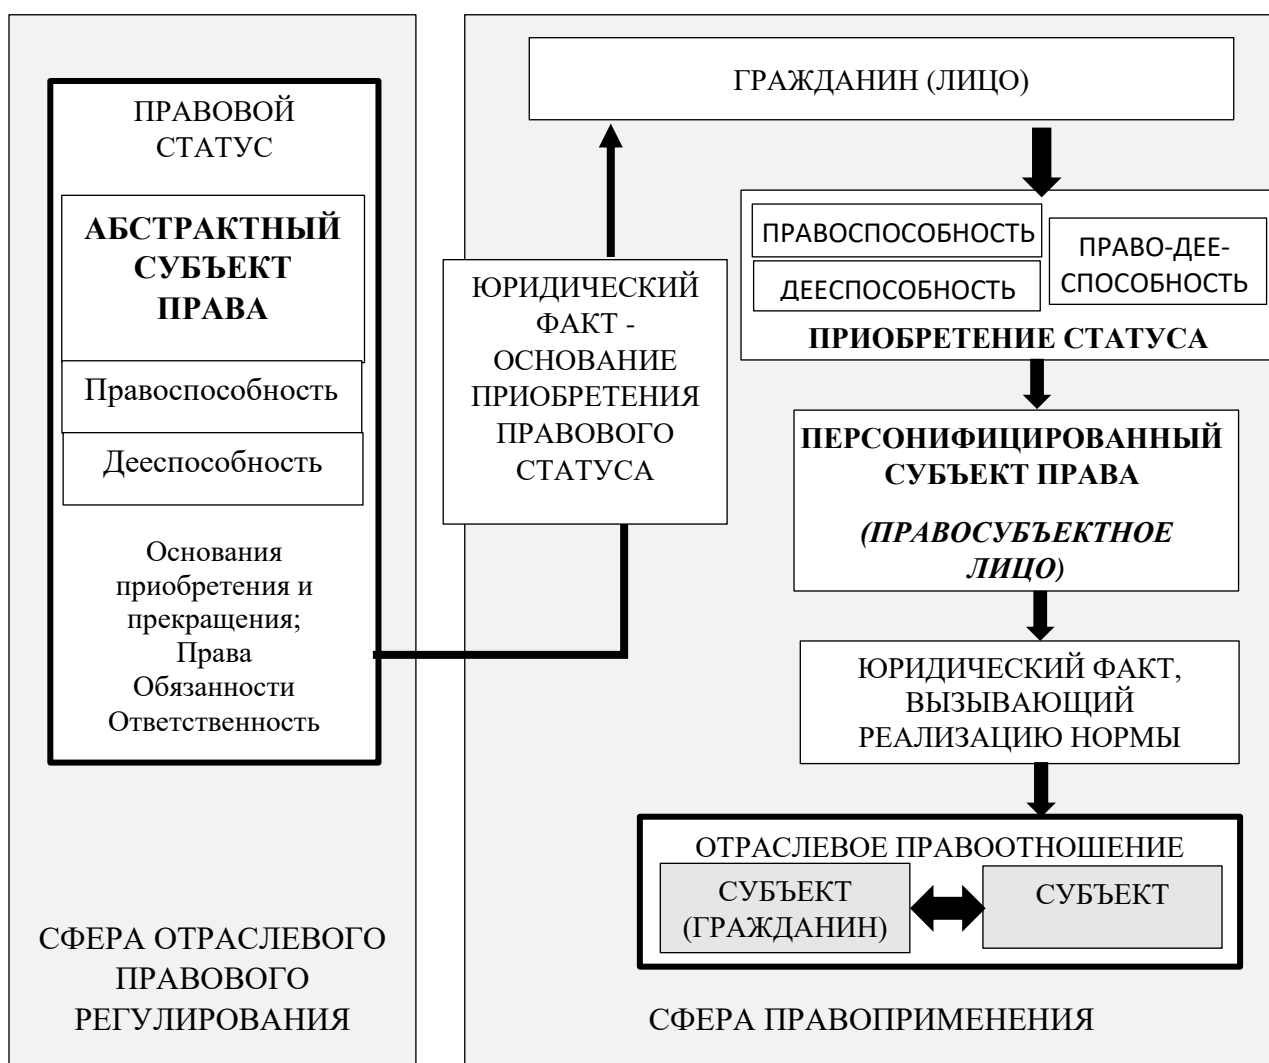 ПРАВОВОЙ
СТАТУС
АБСТРАКТНЫЙ
СУБЪЕКТ
ПРАВА
Правоспособность
Дееспособность
Основания
приобретения и
прекращения;
Права
Обязанности
Ответственность
СФЕРА ОТРАСЛЕВОГО
ПРАВОВОГО
РЕГУЛИРОВАНИЯ
ЮРИДИЧЕСКИЙ
ФАКТ -
ОСНОВАНИЕ
ПРИОБРЕТЕНИЯ
ПРАВОВОГО
СТАТУСА
ГРАЖДАНИН (ЛИЦО)
ПРАВОСПОСОБНОСТЬ
ДЕЕСПОСОБНОСТЬ
ПРАВО-ДЕЕ-
СПОСОБНОСТЬ
ПРИОБРЕТЕНИЕ СТАТУСА
ПЕРСОНИФИЦИРОВАННЫЙ
СУБЪЕКТ ПРАВА
(ПРАВОСУБЪЕКТНОЕ
ЛИЦО)
ЮРИДИЧЕСКИЙ ФАКТ,
ВЫЗЫВАЮЩИЙ
РЕАЛИЗАЦИЮ НОРМЫ
ОТРАСЛЕВОЕ ПРАВООТНОШЕНИЕ
СУБЪЕКТ
(ГРАЖДАНИН)
СУБЪЕКТ
СФЕРА ПРАВОПРИМЕНЕНИЯ